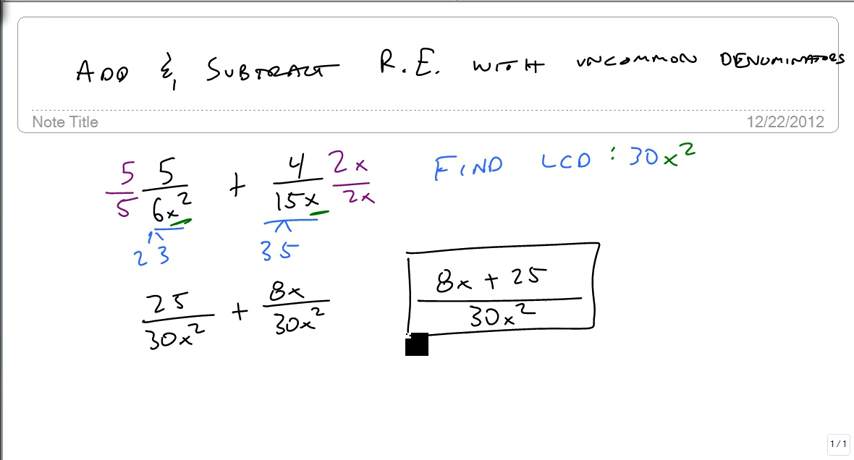 ADD & SUBTRACT R.E. WITH UNCOMMON DENOMINATORS
Note Title 12/22/2012
5/5 5/6x² + 4/15x 2x/2x FIND LCD : 30x²
2 3 3 5
25/30x² + 8x/30x² 8x + 25/30x²
1 / 1